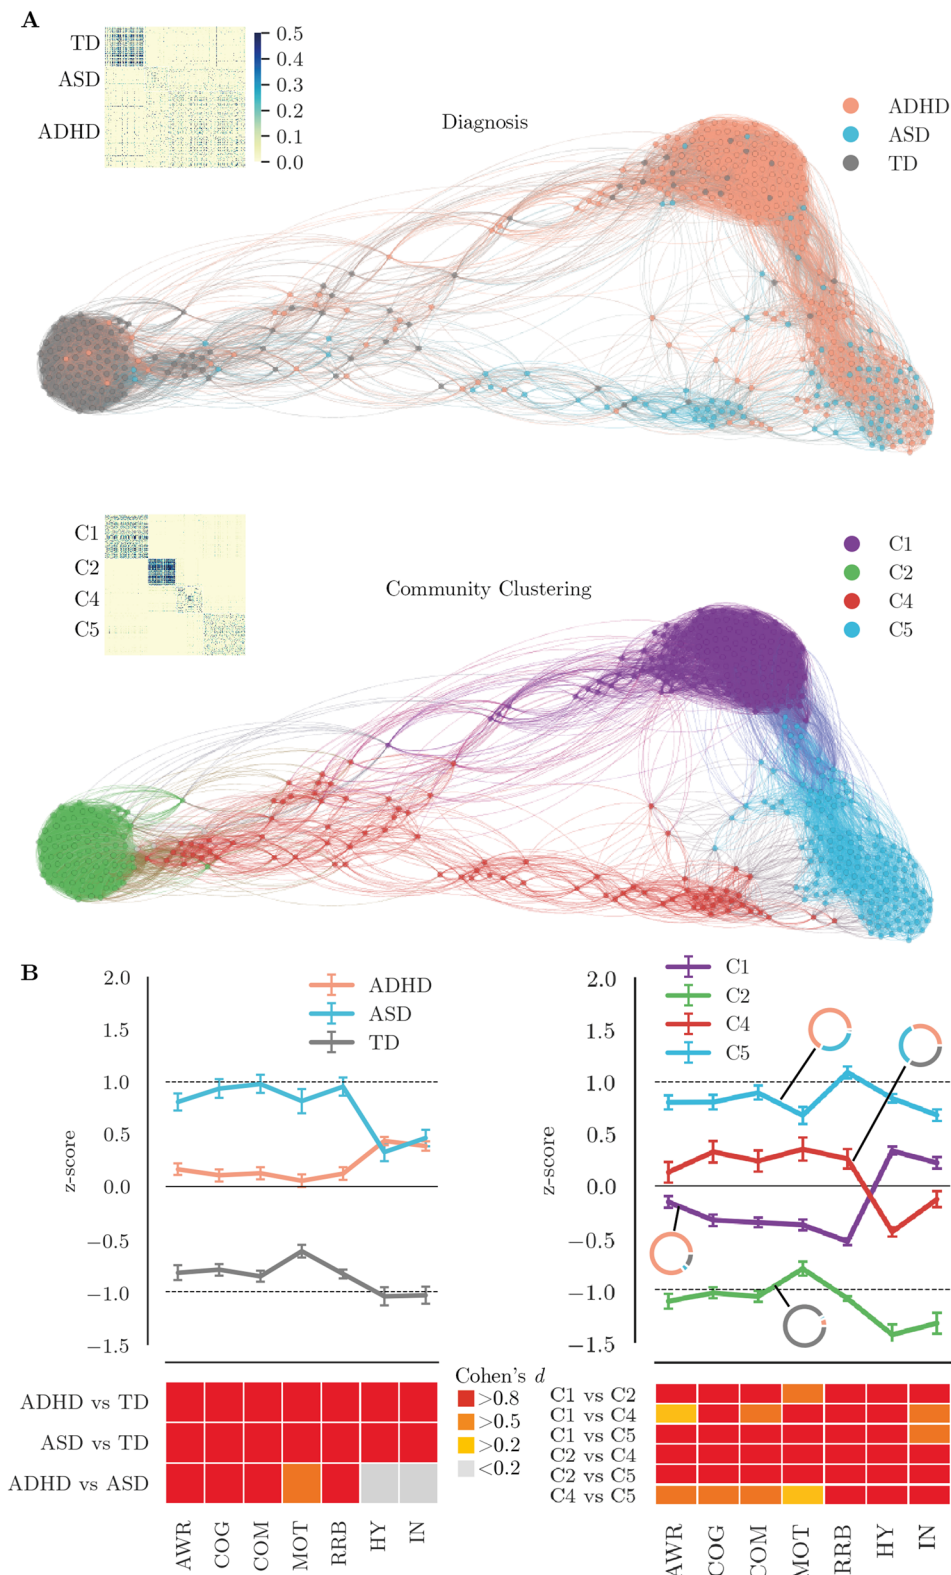 A
TD
ASD
ADHD
0.5
0.4
0.3
0.2
0.1
0.0
Diagnosis
ADHD
ASD
TD
C1
C2
C4
C5
Community Clustering
C1
C2
C4
C5
B
2.0
1.5
1.0
0.5
0.0
−0.5
−1.0
−1.5
z-score
ADHD
ASD
TD
2.0
1.5
1.0
0.5
0.0
−0.5
−1.0
−1.5
z-score
C1
C2
C4
C5
ADHD vs TD
ASD vs TD
ADHD vs ASD
AWR
COG
COM
MOT
RRB
HY
IN
Cohen's d
>0.8
>0.5
>0.2
<0.2
C1 vs C2
C1 vs C4
C1 vs C5
C2 vs C4
C2 vs C5
C4 vs C5
AWR
COG
COM
MOT
RRB
HY
IN